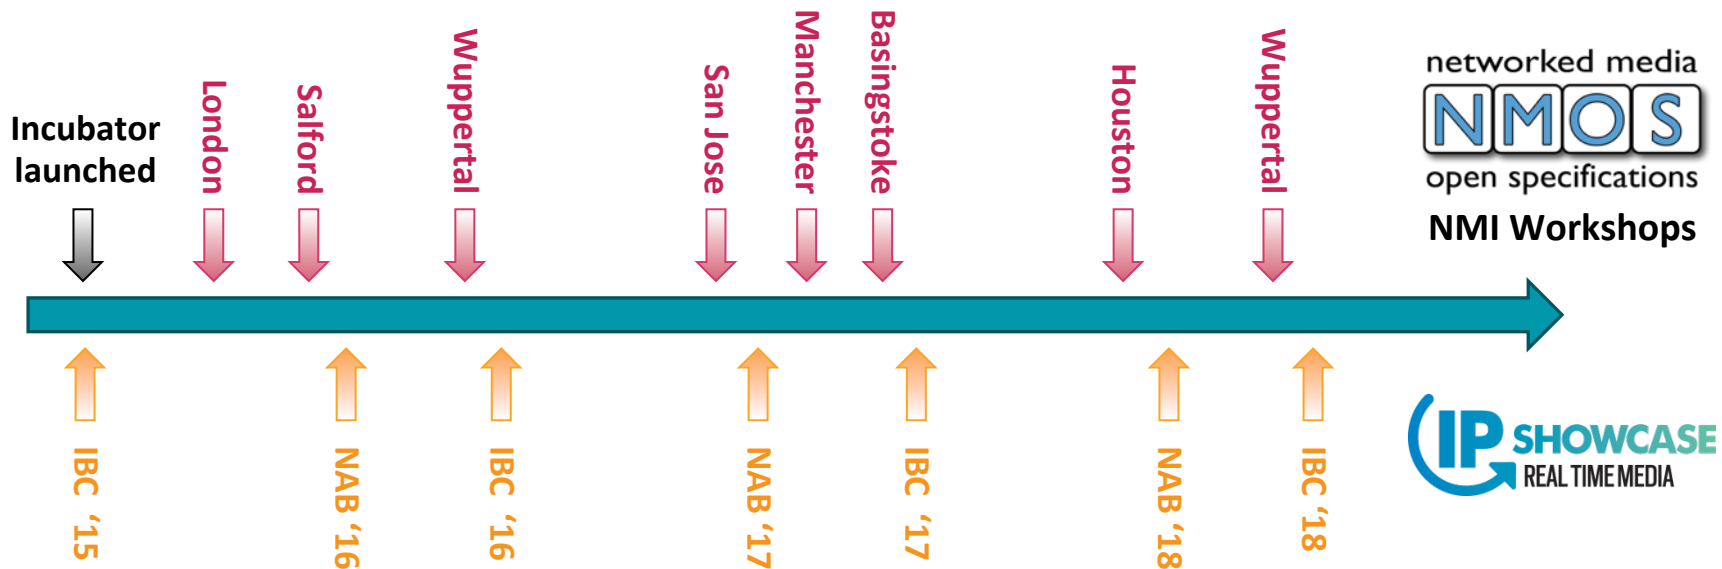 Incubator
launched
London
Salford
Wuppertal
San Jose
Manchester
Basingstoke
Houston
Wuppertal
networked media
NMOS
open specifications
NMI Workshops
IBC ‘15
NAB ‘16
IBC ‘16
NAB ‘17
IBC ‘17
NAB ‘18
IBC ‘18
IP SHOWCASE
REAL TIME MEDIA